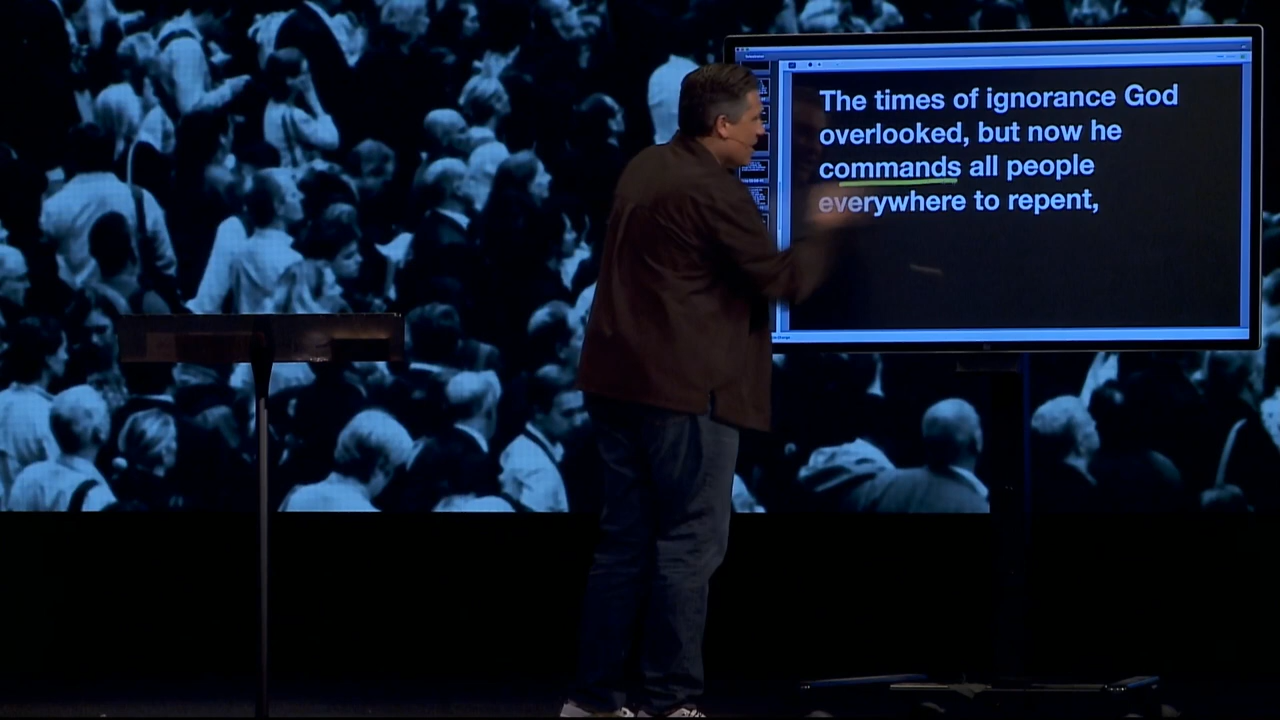 The times of ignorance God
overlooked, but now he
commands all people
everywhere to repent,